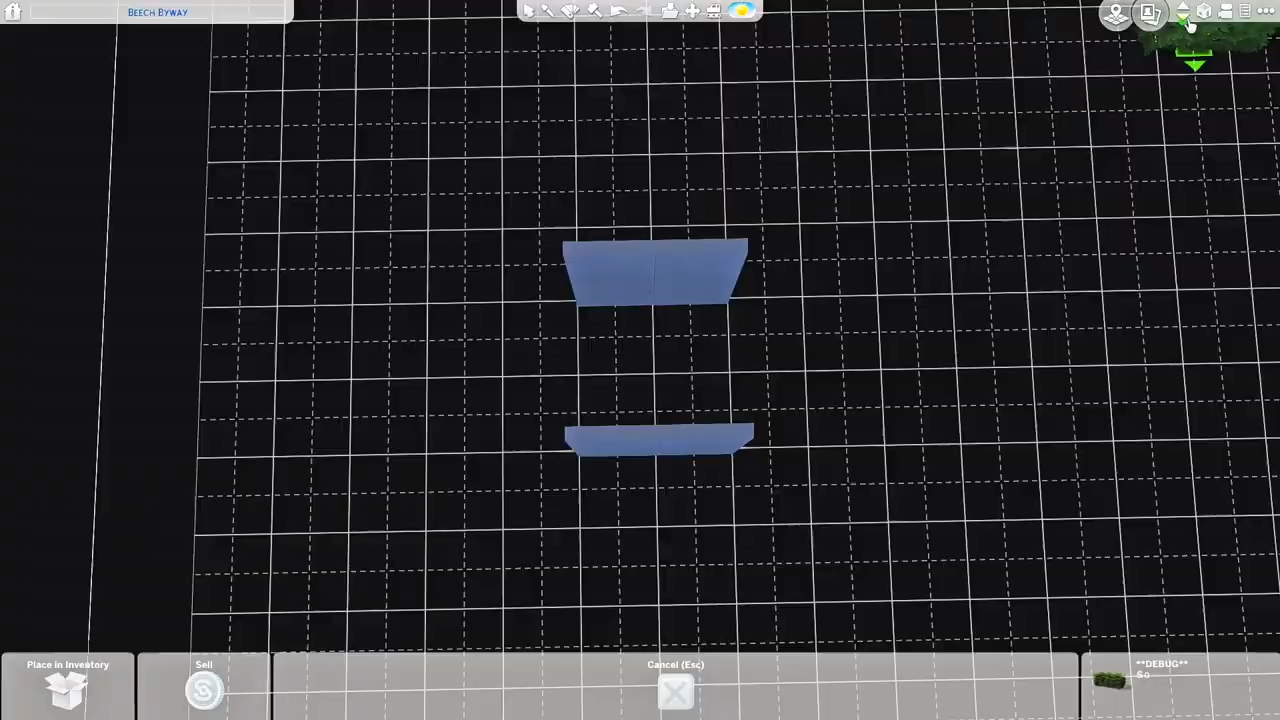 BEECH BYWAY
Place in Inventory
Sell
Cancel (Esc)
**DEBUG**